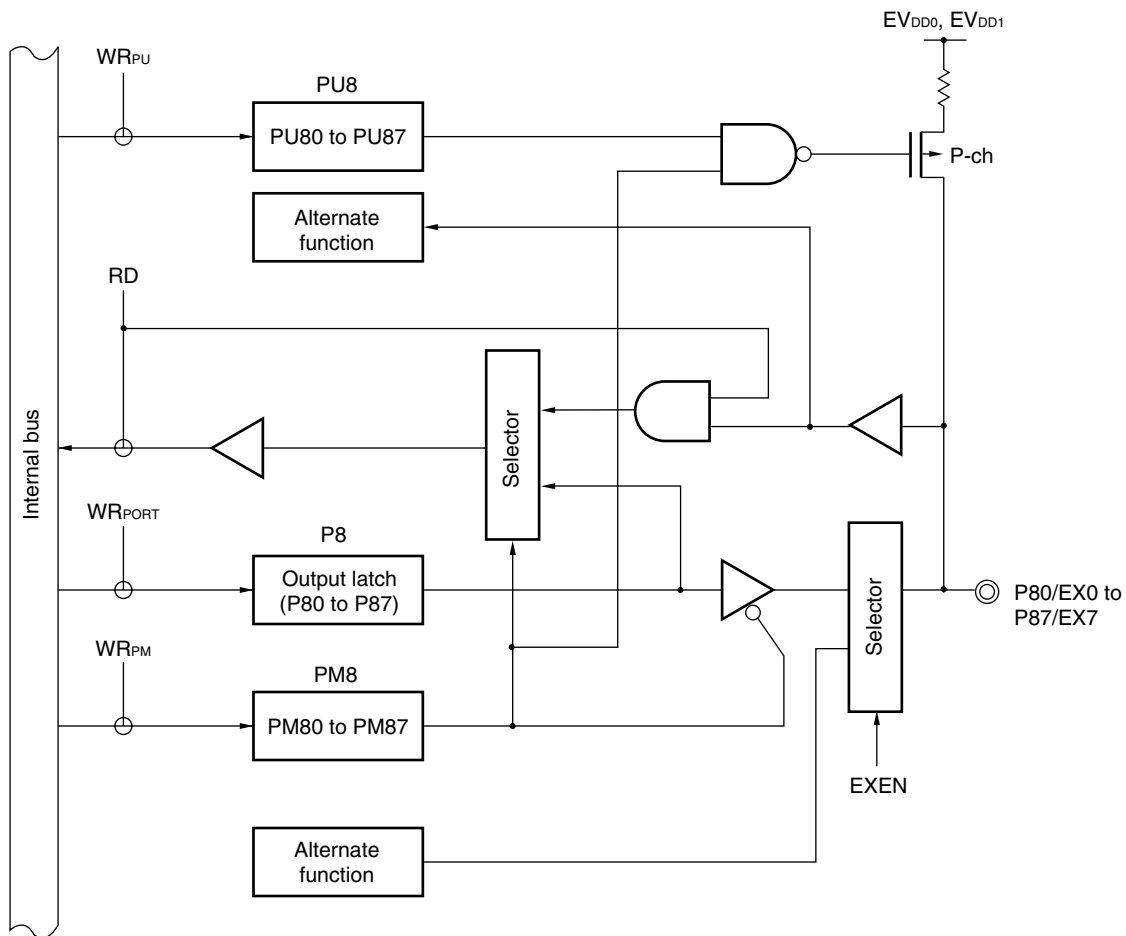 EVDD0, EVDD1
WRPU
PU8
PU80 to PU87
P-ch
Alternate
function
RD
Selector
Internal bus
WRPORT
P8
Output latch
(P80 to P87)
Selector
P80/EX0 to
P87/EX7
WRPM
PM8
PM80 to PM87
EXEN
Alternate
function